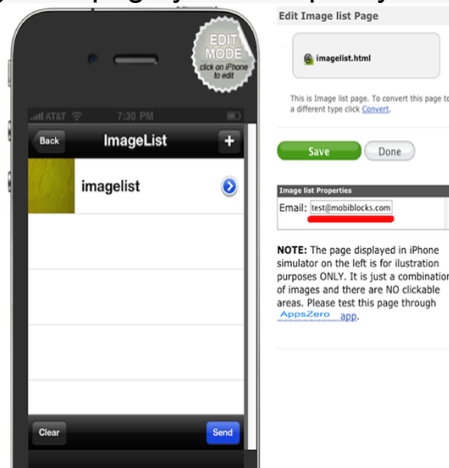 EDIT
MODE
click on iPhone
to edit
AT&T 7:30 PM
Back ImageList +
imagelist
Clear Send
Edit Image list Page
imagelist.html
This is Image list page. To convert this page to
a different type click Convert.
Save Done
Image list Properties
Email: test@mobiblocks.com
NOTE: The page displayed in iPhone
simulator on the left is for ilustration
purposes ONLY. It is just a combination
of images and there are NO clickable
areas. Please test this page through
AppsZero app.